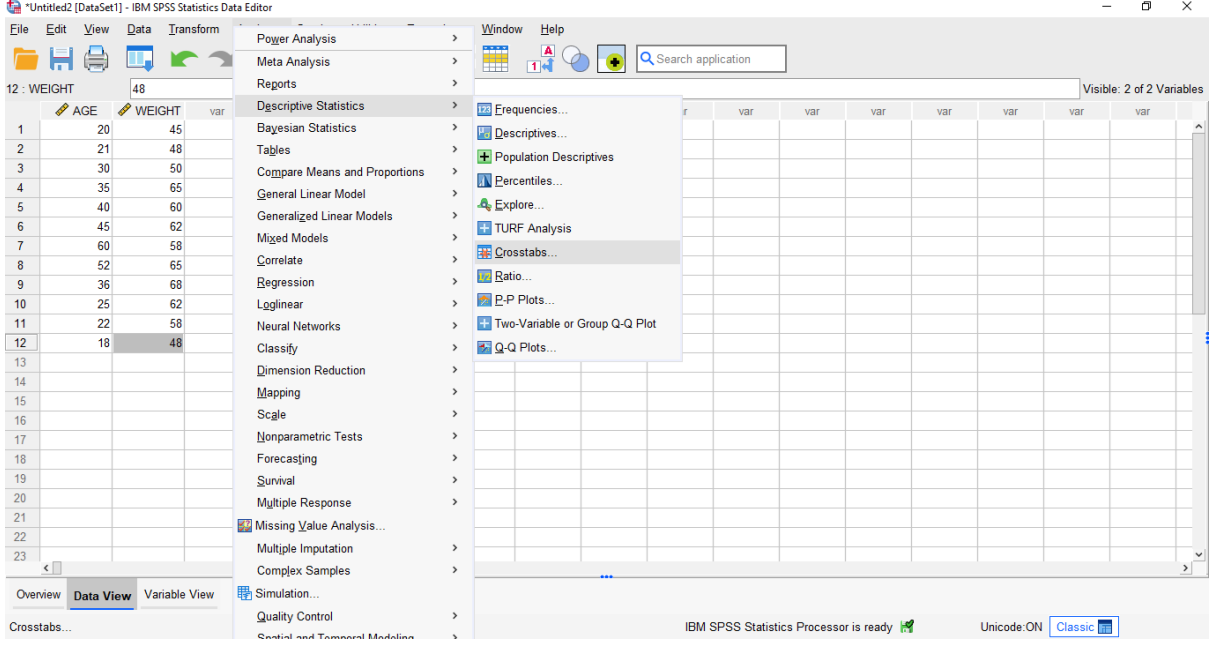 *Untitled2 [DataSet1] - IBM SPSS Statistics Data Editor
File Edit View Data Transform Window Help
Search application
12 : WEIGHT 48 Visible: 2 of 2 Variables
AGE WEIGHT var var var var var var var var
1 20 45
2 21 48
3 30 50
4 35 65
5 40 60
6 45 62
7 60 58
8 52 65
9 36 68
10 25 62
11 22 58
12 18 48
13
14
15
16
17
18
19
20
21
22
23
Power Analysis
Meta Analysis
Reports
Descriptive Statistics
Bayesian Statistics
Tables
Compare Means and Proportions
General Linear Model
Generalized Linear Models
Mixed Models
Correlate
Regression
Loglinear
Neural Networks
Classify
Dimension Reduction
Mapping
Scale
Nonparametric Tests
Forecasting
Survival
Multiple Response
Missing Value Analysis...
Multiple Imputation
Complex Samples
Simulation...
Quality Control
Spatial and Temporal Modeling
Frequencies...
Descriptives...
Population Descriptives
Percentiles...
Explore...
TURF Analysis
Crosstabs...
Ratio...
P-P Plots...
Two-Variable or Group Q-Q Plot
Q-Q Plots...
Overview Data View Variable View
Crosstabs... IBM SPSS Statistics Processor is ready Unicode:ON Classic